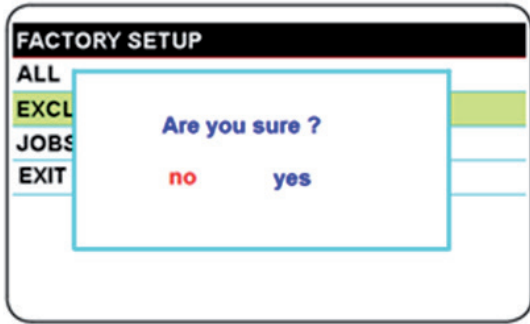 FACTORY SETUP
ALL
EXCL
Are you sure ?
JOBS
EXIT
no yes